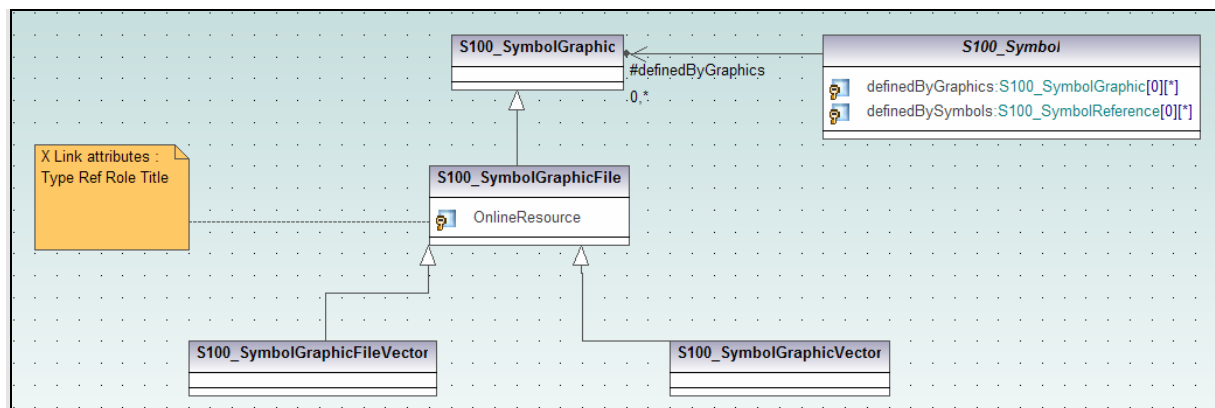 S100_SymbolGraphic
#definedByGraphics
0,*
S100_Symbol
definedByGraphics:S100_SymbolGraphic[0][*]
definedBySymbols:S100_SymbolReference[0][*]
X Link attributes :
Type Ref Role Title
S100_SymbolGraphicFile
OnlineResource
S100_SymbolGraphicFileVector
S100_SymbolGraphicVector